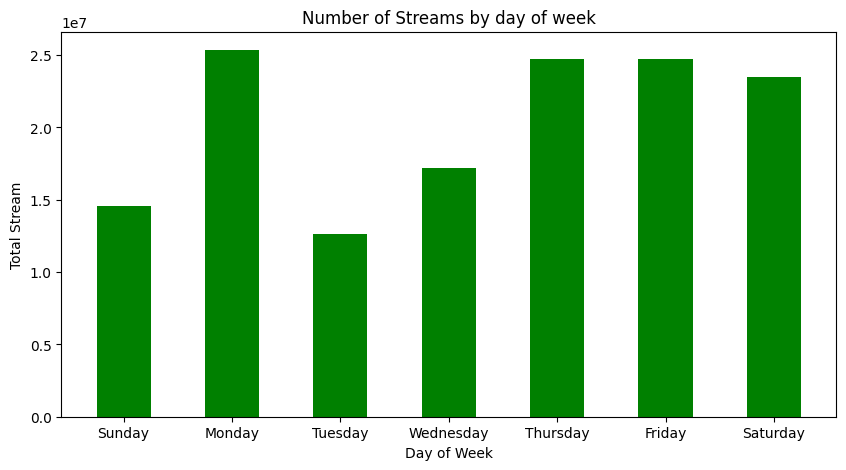 Number of Streams by day of week
1e7
2.5
2.0
1.5
1.0
0.5
0.0
Total Stream
Sunday Monday Tuesday Wednesday Thursday Friday Saturday
Day of Week